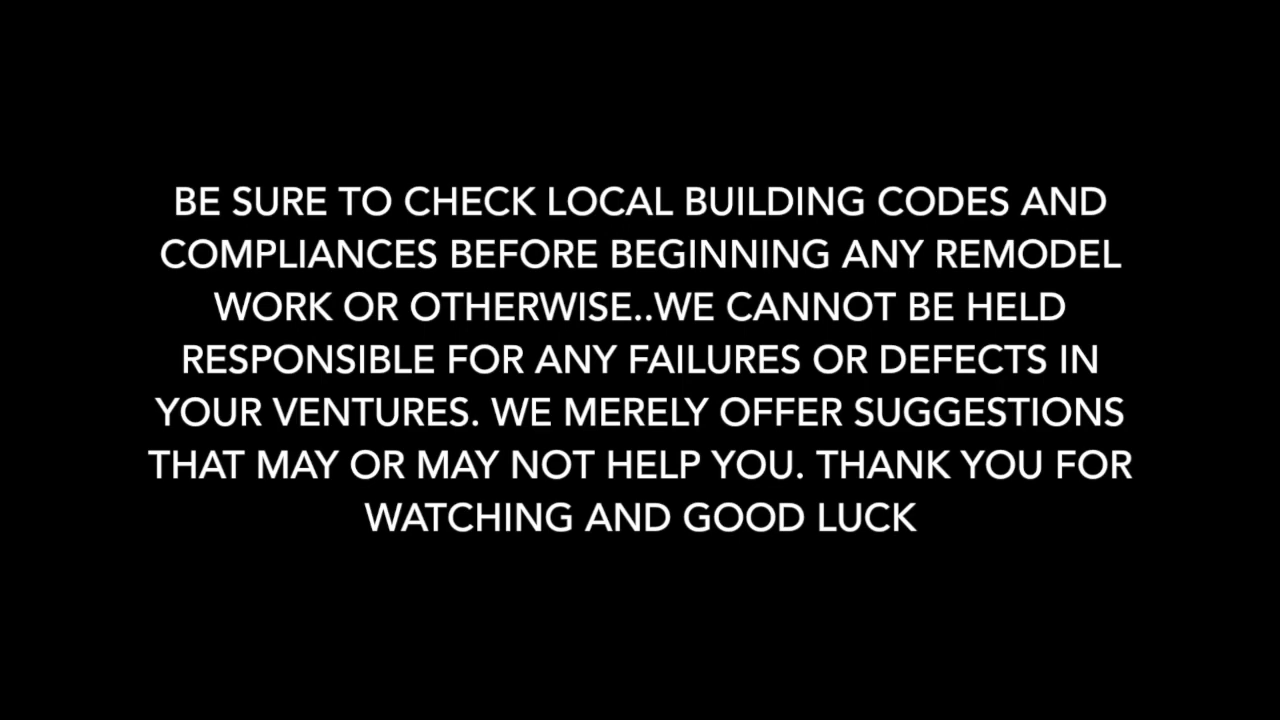 BE SURE TO CHECK LOCAL BUILDING CODES AND
COMPLIANCES BEFORE BEGINNING ANY REMODEL
WORK OR OTHERWISE..WE CANNOT BE HELD
RESPONSIBLE FOR ANY FAILURES OR DEFECTS IN
YOUR VENTURES. WE MERELY OFFER SUGGESTIONS
THAT MAY OR MAY NOT HELP YOU. THANK YOU FOR
WATCHING AND GOOD LUCK